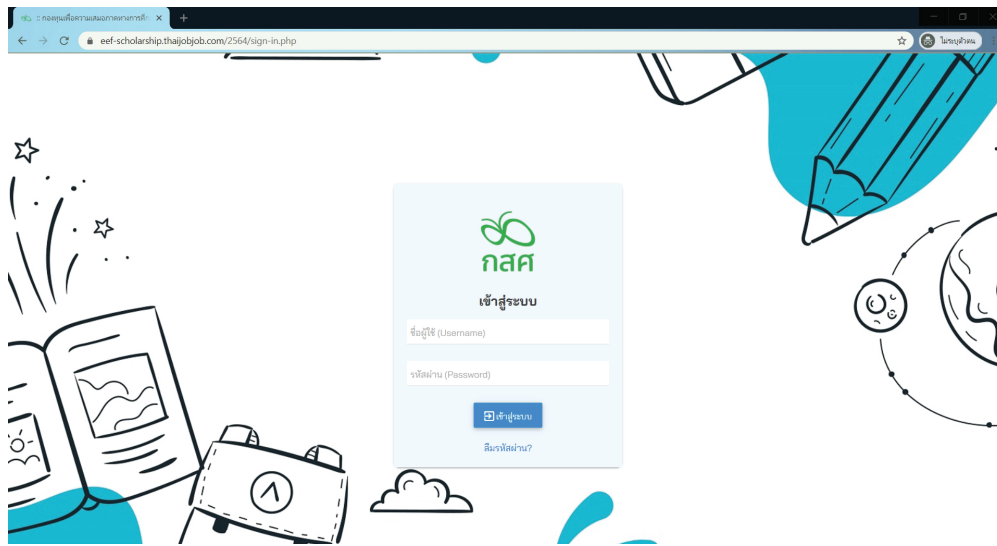 :: กองทุนเพื่อความเสมอภาคทางการศึก
eef-scholarship.thaijobjob.com/2564/sign-in.php
ไม่ระบุตัวตน
กสศ
เข้าสู่ระบบ
ชื่อผู้ใช้ (Username)
รหัสผ่าน (Password)
เข้าสู่ระบบ
ลืมรหัสผ่าน?